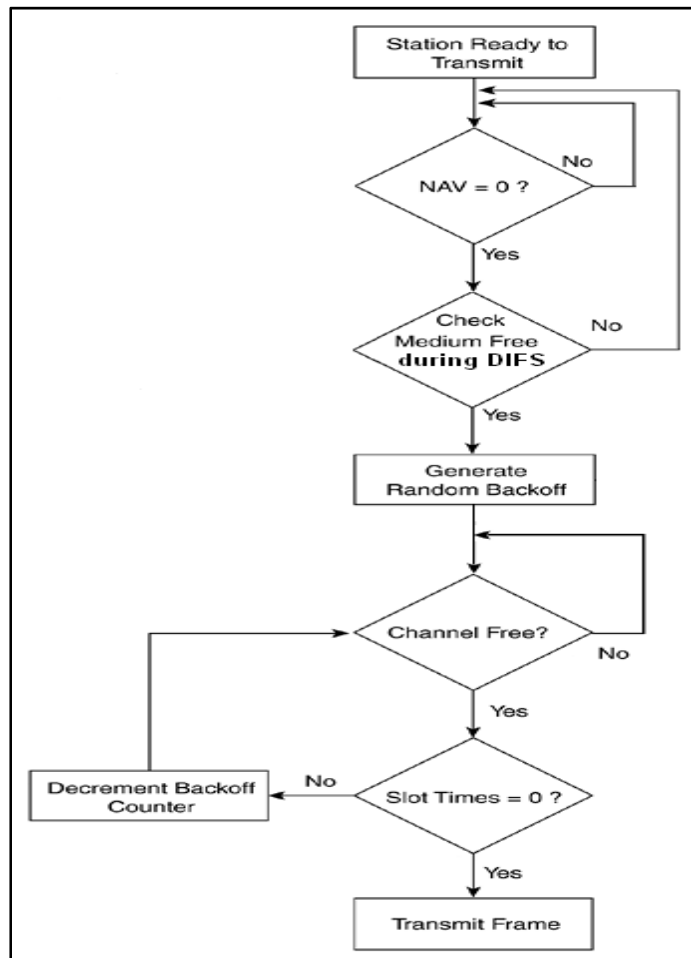 Station Ready to
Transmit
No
NAV = 0 ?
Yes
Check
Medium Free
during DIFS
No
Yes
Generate
Random Backoff
Channel Free?
No
Yes
Decrement Backoff
Counter
No
Slot Times = 0 ?
Yes
Transmit Frame